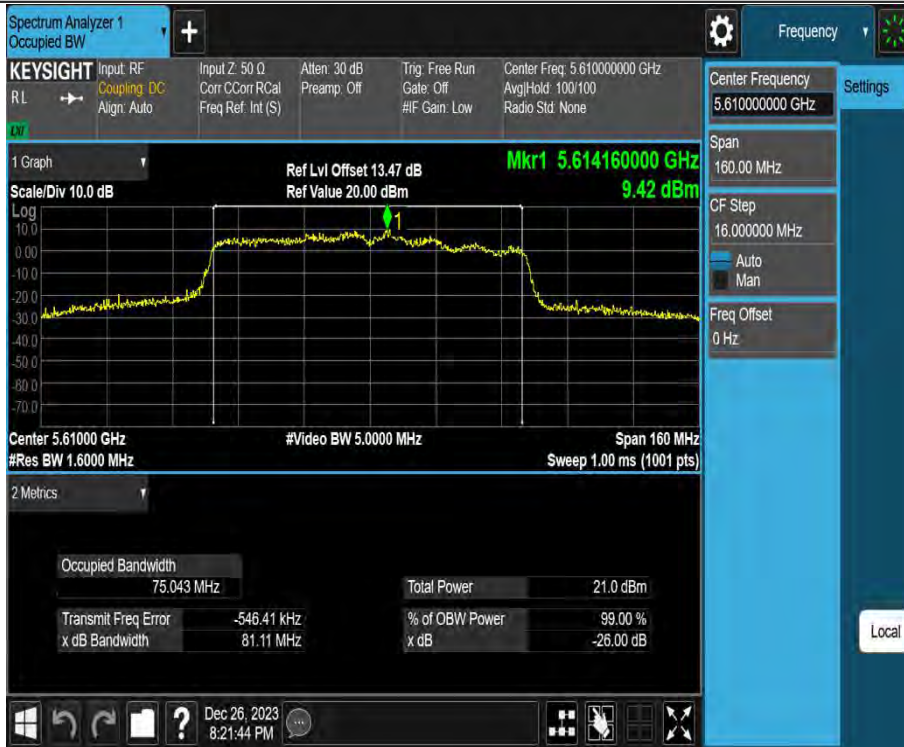 Spectrum Analyzer 1
Occupied BW
+
Frequency
KEYSIGHT
RL
Input: RF
Coupling: DC
Align: Auto
Input Z: 50 Ω
Corr CCorr RCal
Freq Ref: Int (S)
Atten: 30 dB
Preamp: Off
Trig: Free Run
Gate: Off
#IF Gain: Low
Center Freq: 5.610000000 GHz
Avg|Hold: 100/100
Radio Std: None
LXI
1 Graph
Scale/Div 10.0 dB
Ref Lvl Offset 13.47 dB
Ref Value 20.00 dBm
Mkr1 5.614160000 GHz
9.42 dBm
Log
10.0
0.00
-10.0
-20.0
-30.0
-40.0
-50.0
-60.0
-70.0
1
Center 5.61000 GHz
#Video BW 5.0000 MHz
Span 160 MHz
#Res BW 1.6000 MHz
Sweep 1.00 ms (1001 pts)
2 Metrics
Occupied Bandwidth
75.043 MHz
Total Power 21.0 dBm
Transmit Freq Error -546.41 kHz
% of OBW Power 99.00 %
x dB Bandwidth 81.11 MHz
x dB -26.00 dB
Center Frequency
5.610000000 GHz
Settings
Span
160.00 MHz
CF Step
16.000000 MHz
Auto
Man
Freq Offset
0 Hz
Local
?
Dec 26, 2023
8:21:44 PM